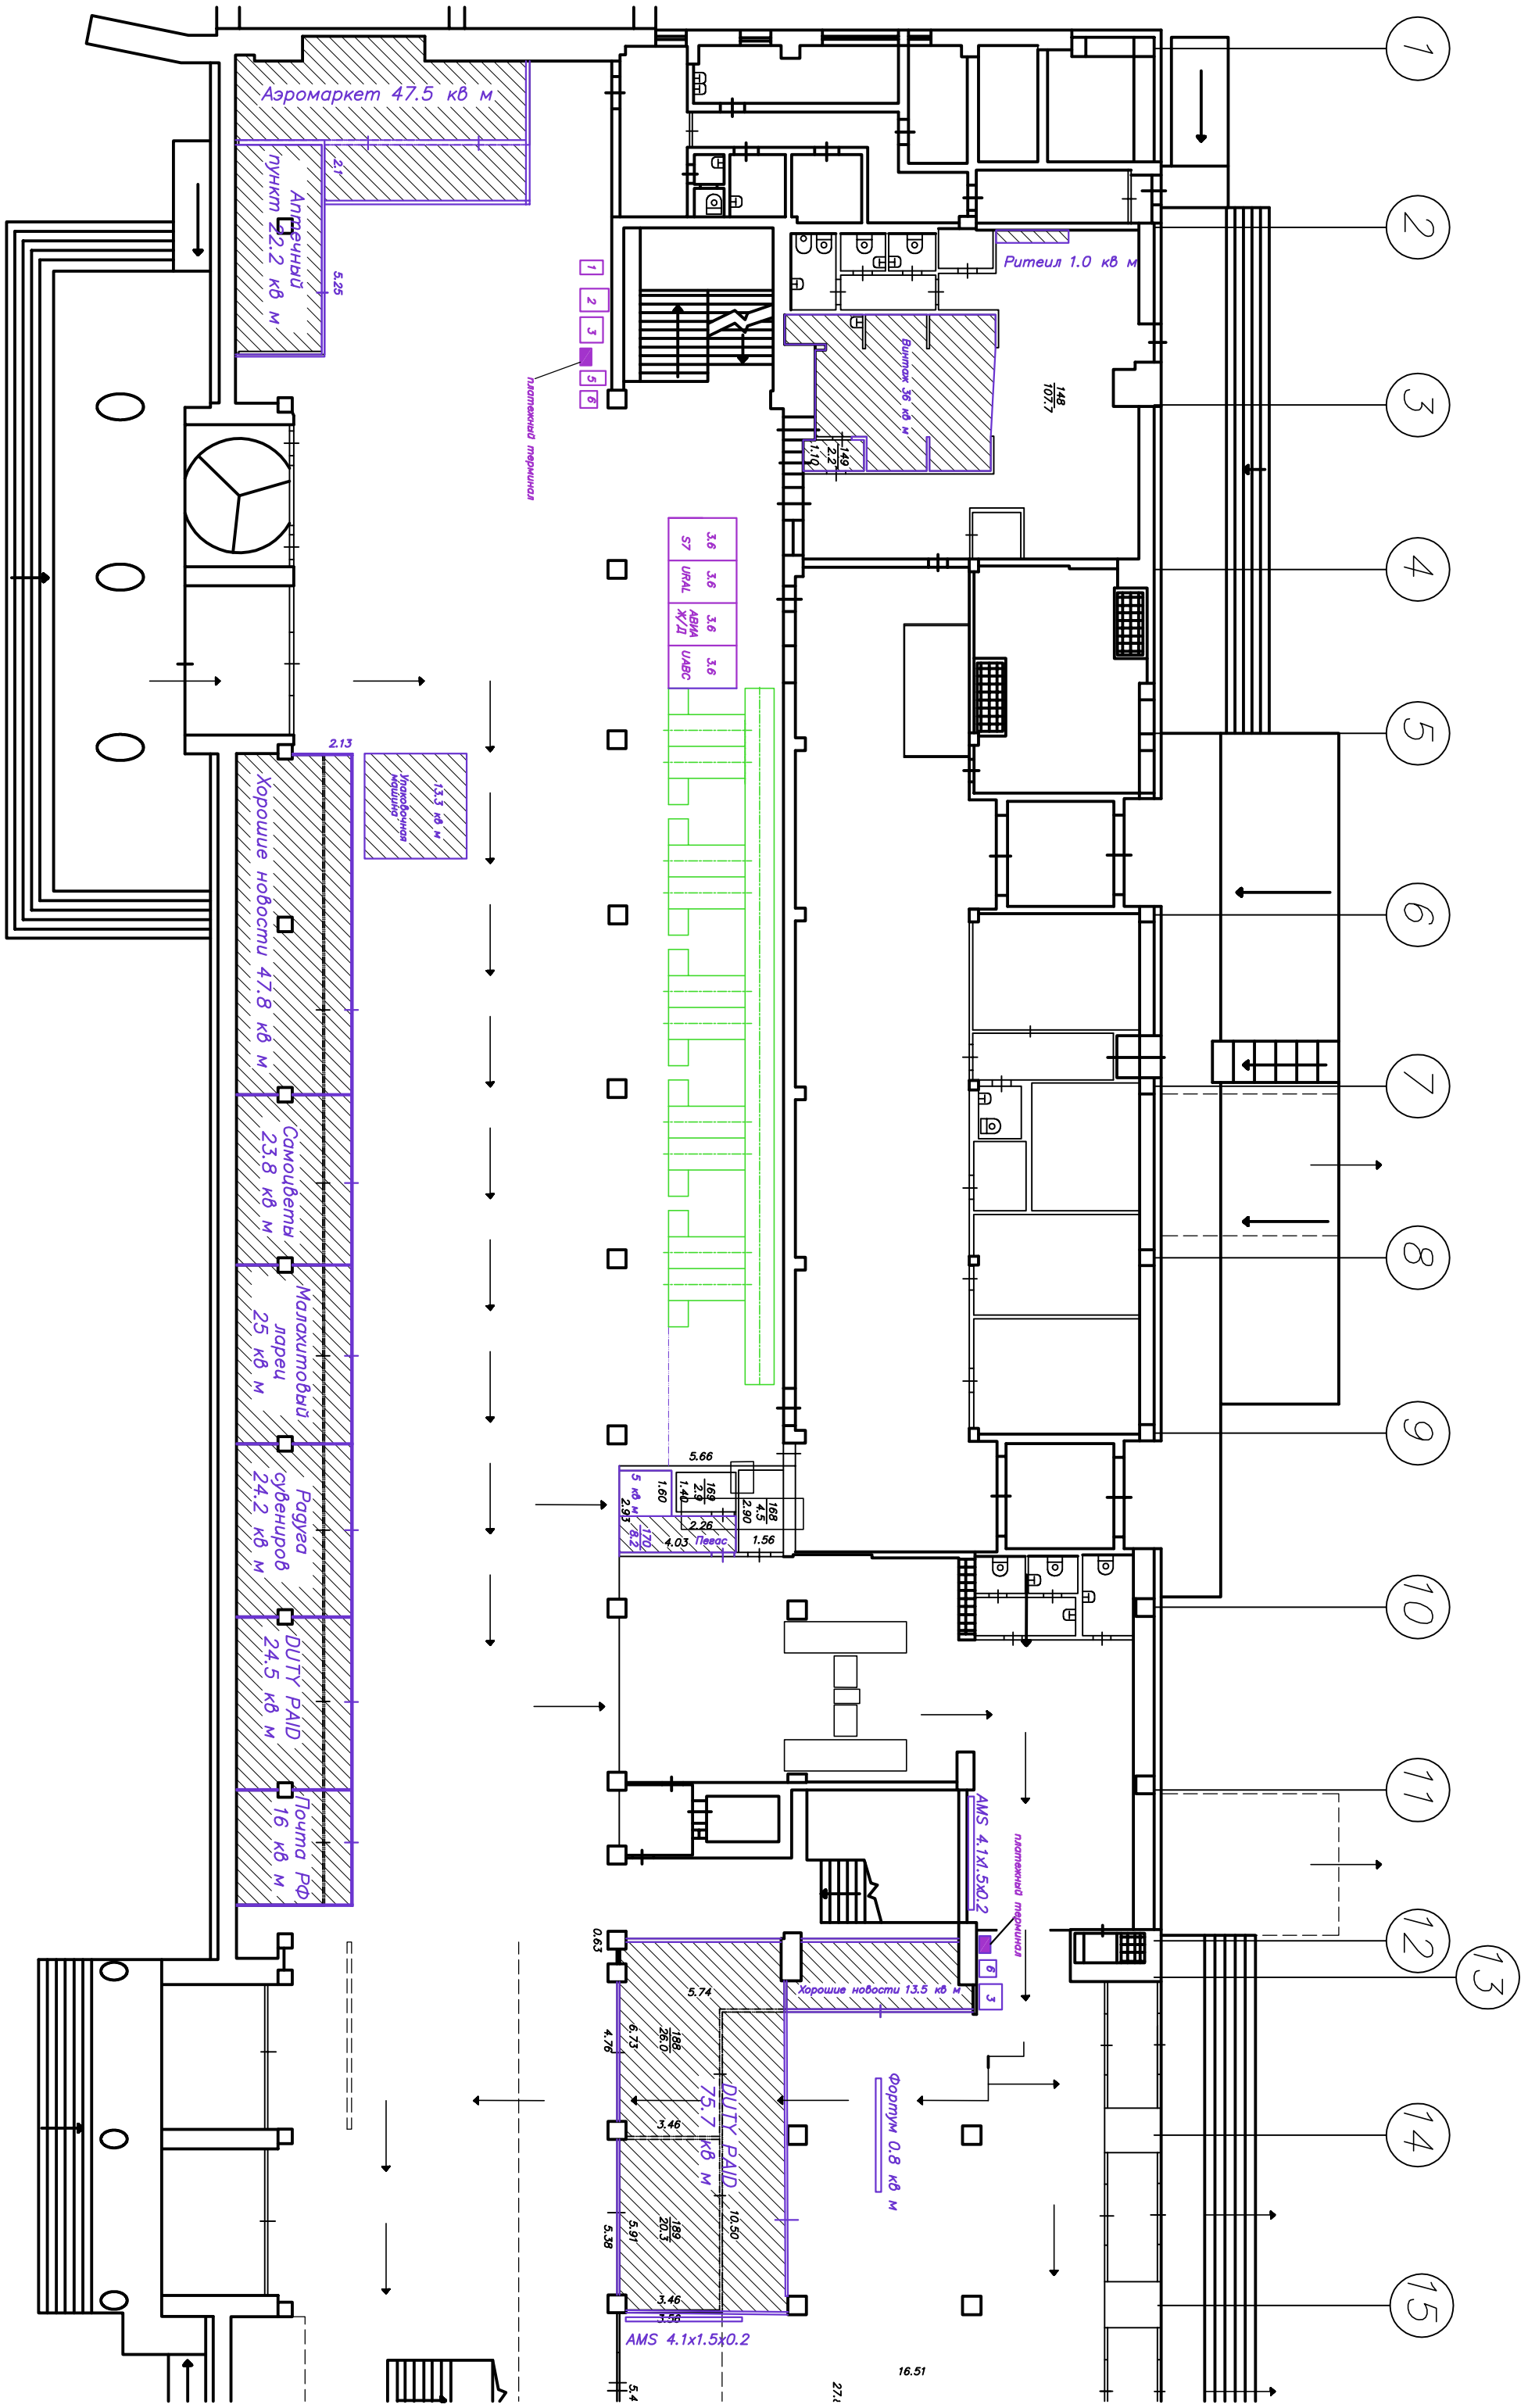 1
2
3
4
5
6
7
8
9
10
11
12
13
14
15
Аэромаркет 47.5 кв м
Аптечный
пункт 22.2 кв м
2.1
5.25
1
2
3
5
6
платежный терминал
Ритеил 1.0 кв м
Винтаж 36 кв м
148
107.7
149
2.2
1.10
3.6
S7
3.6
URAL
3.6
АВИА
Ж/Д
3.6
UABC
2.13
13.3 кв м
Упаковочная
машина
Хорошие новости 47.8 кв м
Самоцветы
23.8 кв м
Малахитовый
ларец
25 кв м
Радуга
сувениров
24.2 кв м
DUTY PAID
24.5 кв м
Почта РФ
16 кв м
5.66
5 кв м
1.60
2.93
169
2.9
1.40
168
4.5
2.90
2.26
1.56
170
8.2
4.03
Пегас
AMS 4.1x1.5x0.2
платежный терминал
6
3
0.63
5.74
Хорошие новости 13.5 кв м
188
26.0
6.73
4.76
DUTY PAID
75.7 кв м
3.46
Фортум 0.8 кв м
189
20.3
5.91
5.38
10.50
3.46
3.56
AMS 4.1x1.5x0.2
16.51
5.4